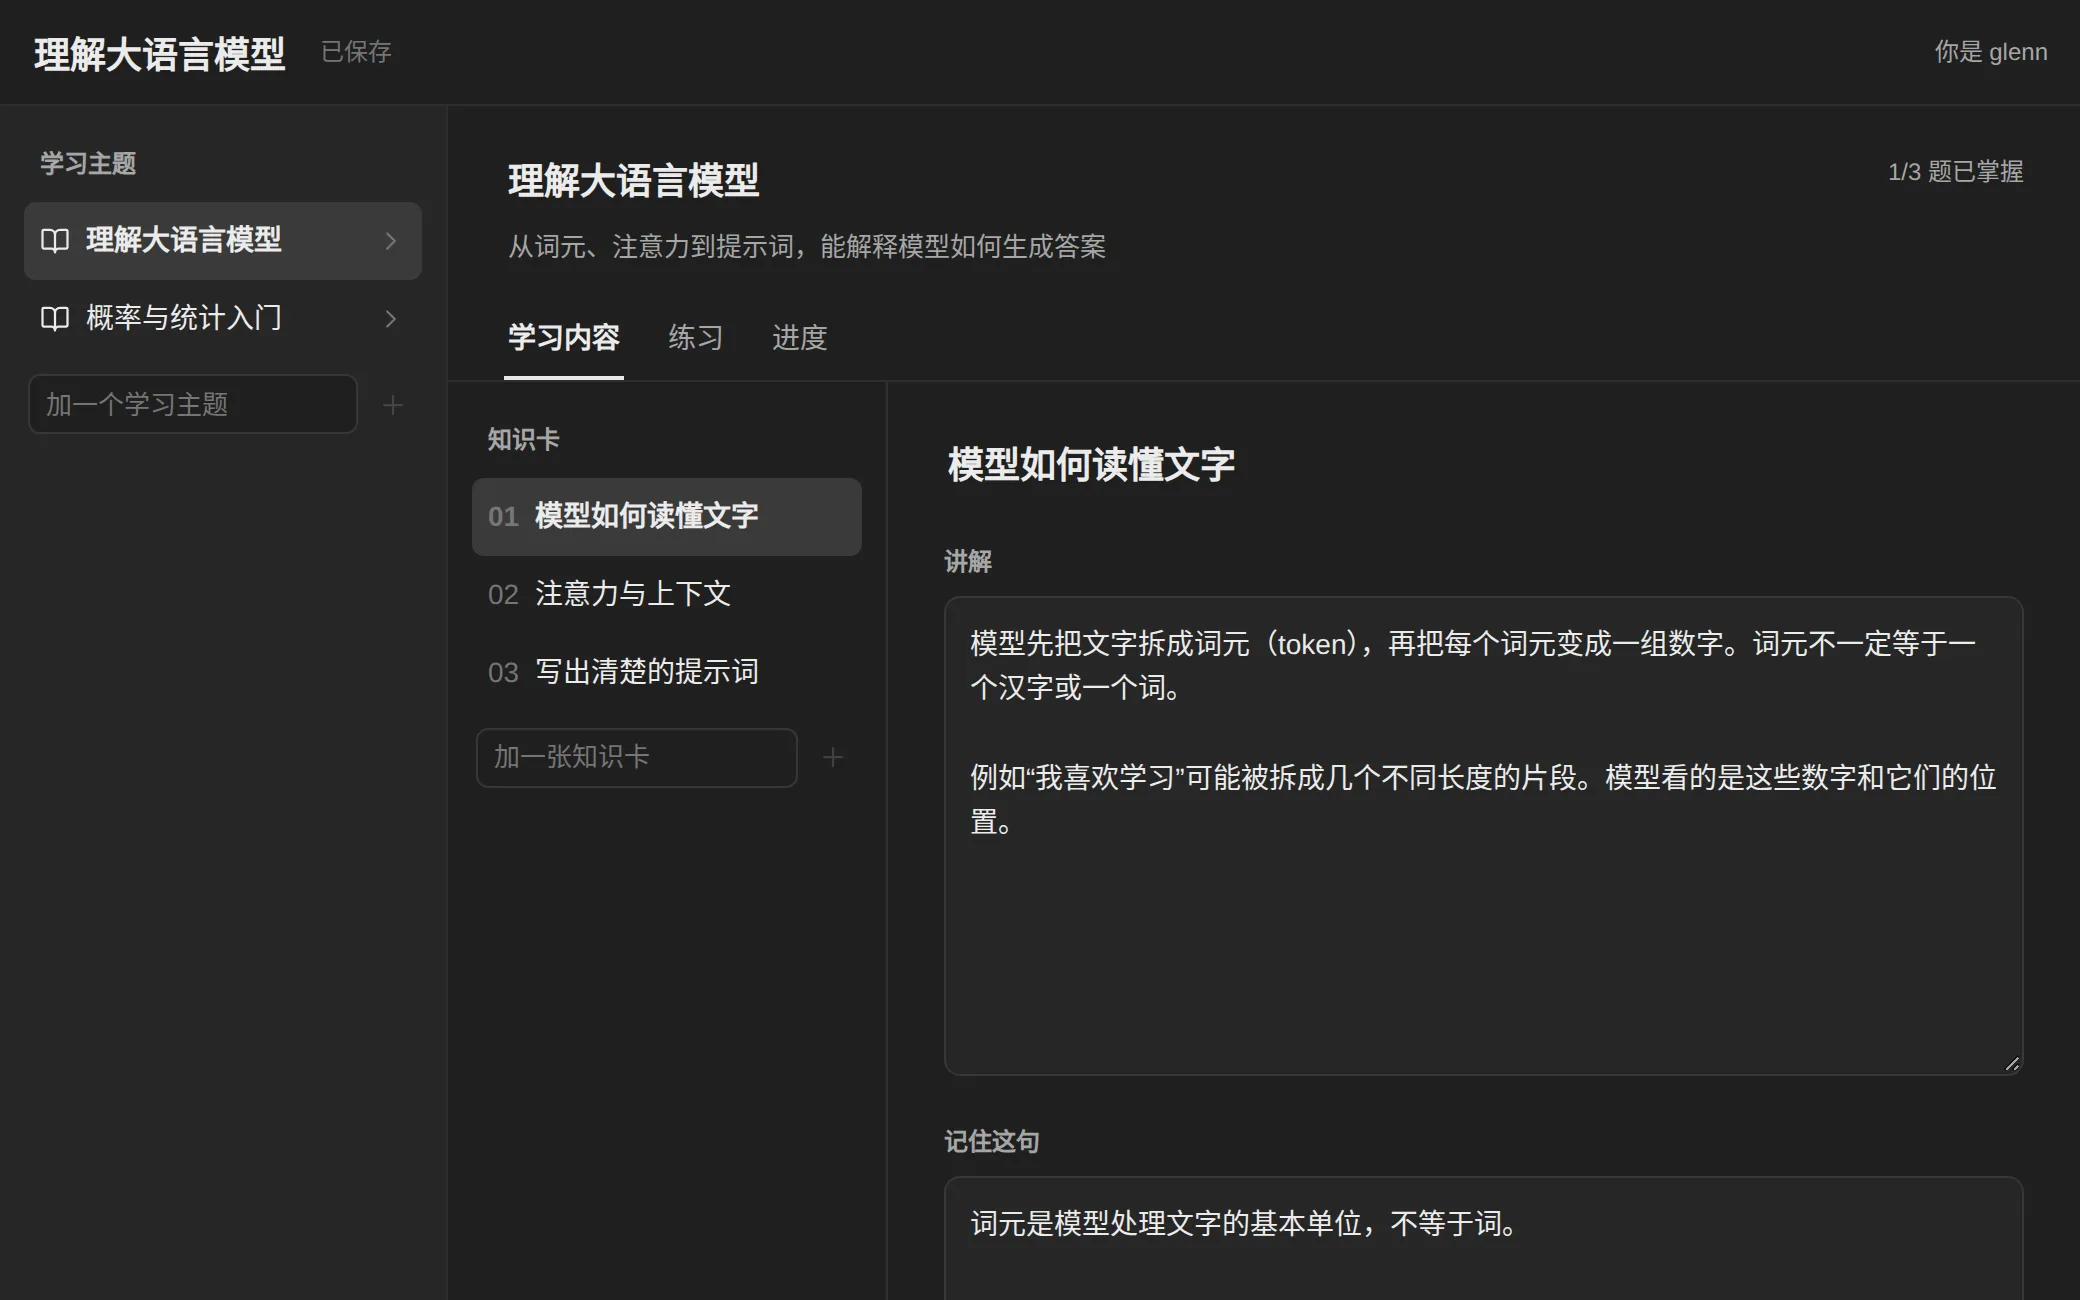 理解大语言模型 已保存 你是 glenn
学习主题
理解大语言模型
概率与统计入门
加一个学习主题
理解大语言模型
1/3 题已掌握
从词元、注意力到提示词，能解释模型如何生成答案
学习内容 练习 进度
知识卡
01 模型如何读懂文字
02 注意力与上下文
03 写出清楚的提示词
加一张知识卡
模型如何读懂文字
讲解
模型先把文字拆成词元（token），再把每个词元变成一组数字。词元不一定等于一
个汉字或一个词。
例如“我喜欢学习”可能被拆成几个不同长度的片段。模型看的是这些数字和它们的位
置。
记住这句
词元是模型处理文字的基本单位，不等于词。